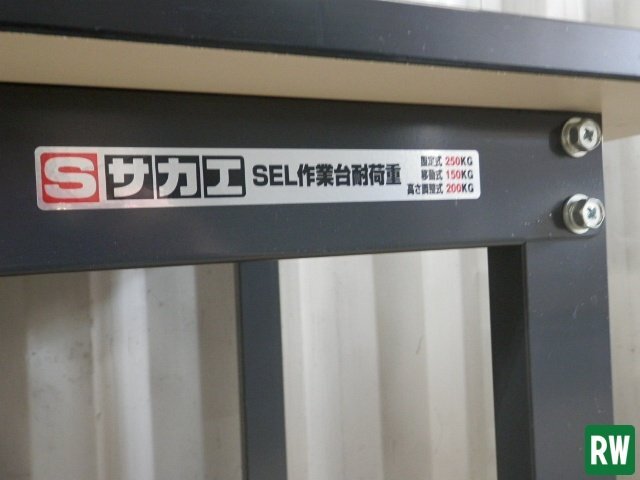 S サカエ SEL作業台耐荷重
固定式 250KG
移動式 150KG
高さ調整式 200KG
RW